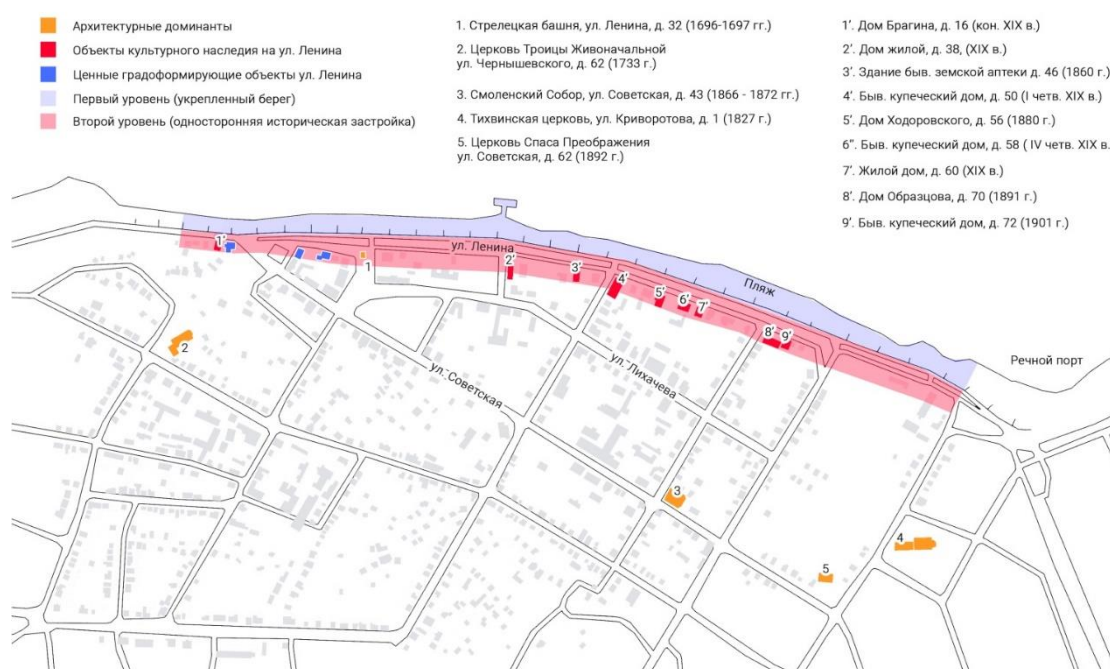 Архитектурные доминанты
Объекты культурного наследия на ул. Ленина
Ценные градоформирующие объекты ул. Ленина
Первый уровень (укрепленный берег)
Второй уровень (односторонняя историческая застройка)
1. Стрелецкая башня, ул. Ленина, д. 32 (1696-1697 гг.)
2. Церковь Троицы Живоначальной
ул. Чернышевского, д. 62 (1733 г.)
3. Смоленский Собор, ул. Советская, д. 43 (1866 - 1872 гг.)
4. Тихвинская церковь, ул. Криворотова, д. 1 (1827 г.)
5. Церковь Спаса Преображения
ул. Советская, д. 62 (1892 г.)
1'. Дом Брагина, д. 16 (кон. XIX в.)
2'. Дом жилой, д. 38, (XIX в.)
3'. Здание быв. земской аптеки д. 46 (1860 г.)
4'. Быв. купеческий дом, д. 50 (I четв. XIX в.)
5'. Дом Ходоровского, д. 56 (1880 г.)
6''. Быв. купеческий дом, д. 58 ( IV четв. XIX в.
7'. Жилой дом, д. 60 (XIX в.)
8'. Дом Образцова, д. 70 (1891 г.)
9'. Быв. купеческий дом, д. 72 (1901 г.)
1'
ул. Ленина
1
2'
3'
4'
Пляж
5'
6'
7'
8'
9'
2
Речной порт
ул. Советская
ул. Лихачева
3
4
5